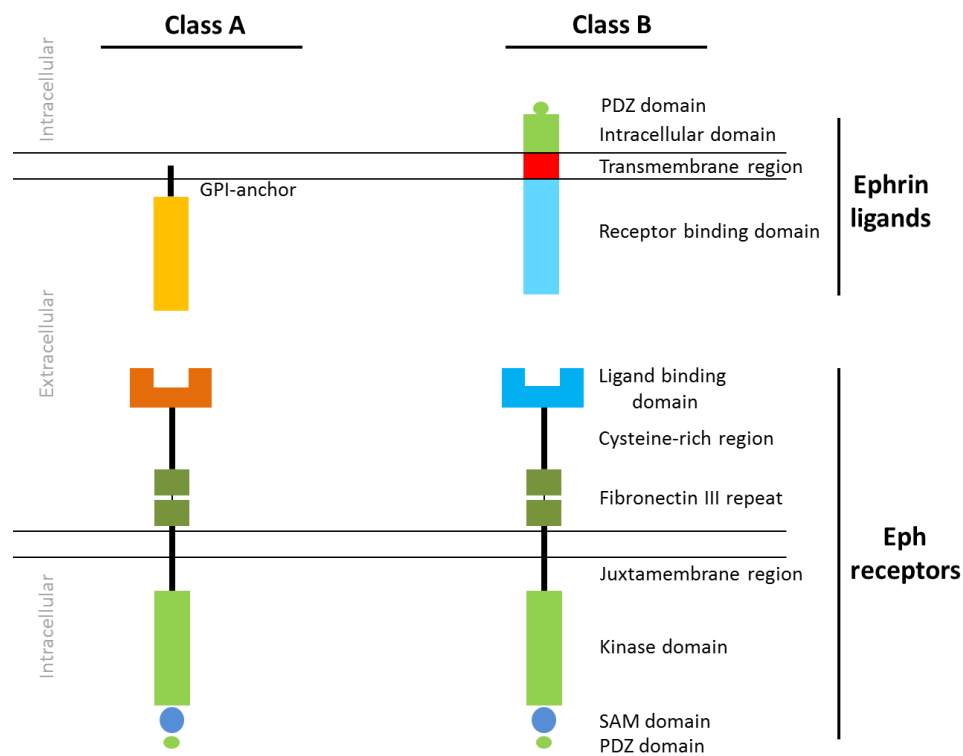 Class A
Class B
Intracellular
PDZ domain
Intracellular domain
Transmembrane region
GPI-anchor
Ephrin
ligands
Receptor binding domain
Extracellular
Ligand binding
domain
Cysteine-rich region
Fibronectin III repeat
Eph
receptors
Juxtamembrane region
Intracellular
Kinase domain
SAM domain
PDZ domain